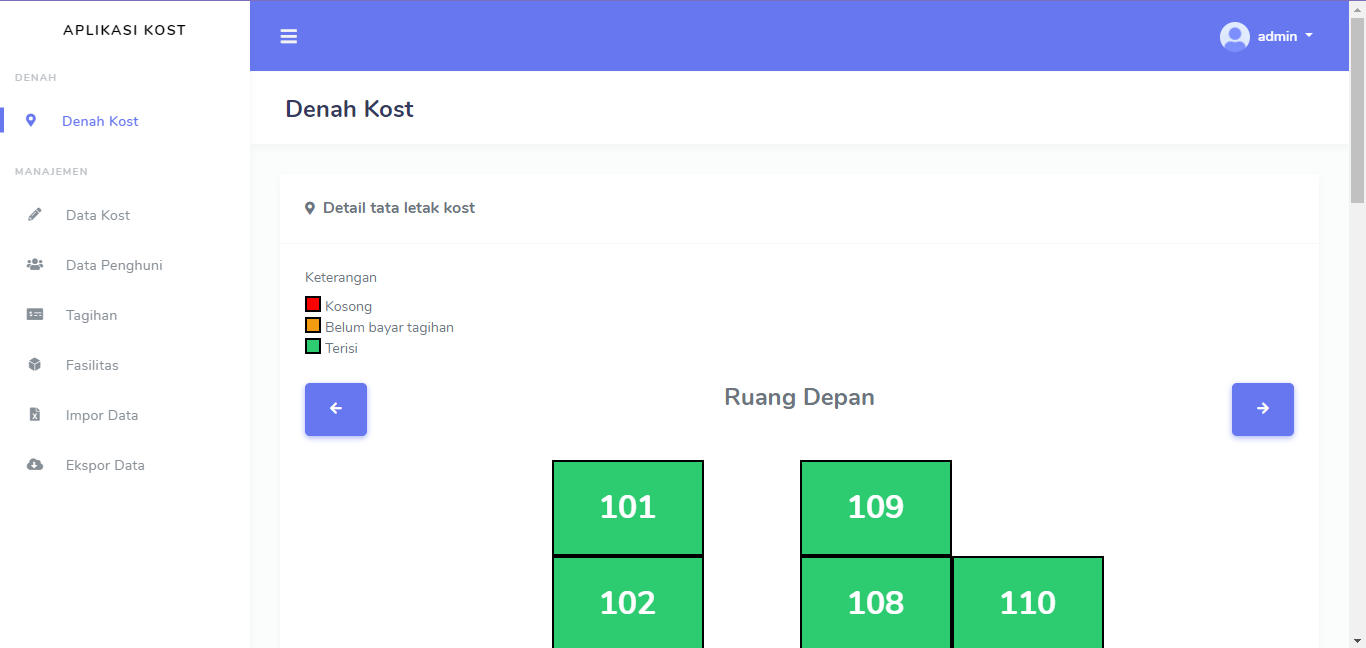 APLIKASI KOST
DENAH
Denah Kost
MANAJEMEN
Data Kost
Data Penghuni
Tagihan
Fasilitas
Impor Data
Ekspor Data
admin
Denah Kost
Detail tata letak kost
Keterangan
Kosong
Belum bayar tagihan
Terisi
Ruang Depan
101
109
102
108
110